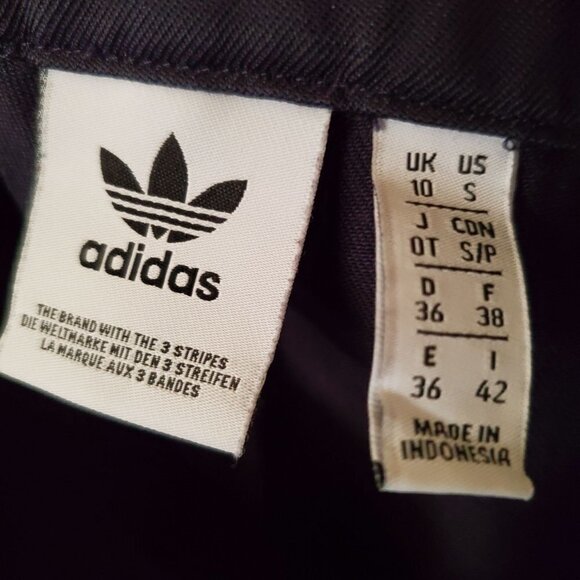 adidas
THE BRAND WITH THE 3 STRIPES
DIE WELTMARKE MIT DEN 3 STREIFEN
LA MARQUE AUX 3 BANDES
UK US
10 S
J CDN
OT S/P
D F
36 38
E I
36 42
MADE IN
INDONESIA